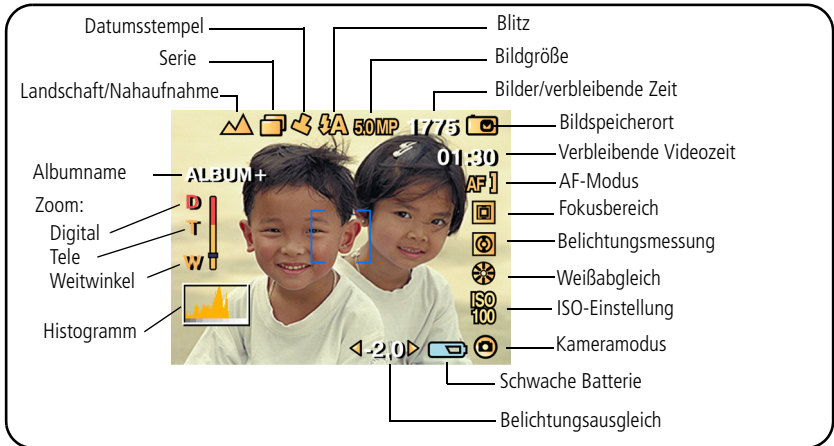 Datumsstempel
Serie
Landschaft/Nahaufnahme
Blitz
Bildgröße
Bilder/verbleibende Zeit
Bildspeicherort
Verbleibende Videozeit
AF-Modus
Fokusbereich
Belichtungsmessung
Weißabgleich
ISO-Einstellung
Kameramodus
Schwache Batterie
Belichtungsausgleich
Albumname
Zoom:
Digital
Tele
Weitwinkel
Histogramm
A 5.0MP 1775
01:30
ALBUM+
AF ]
D
T
W
ISO
100
-2,0